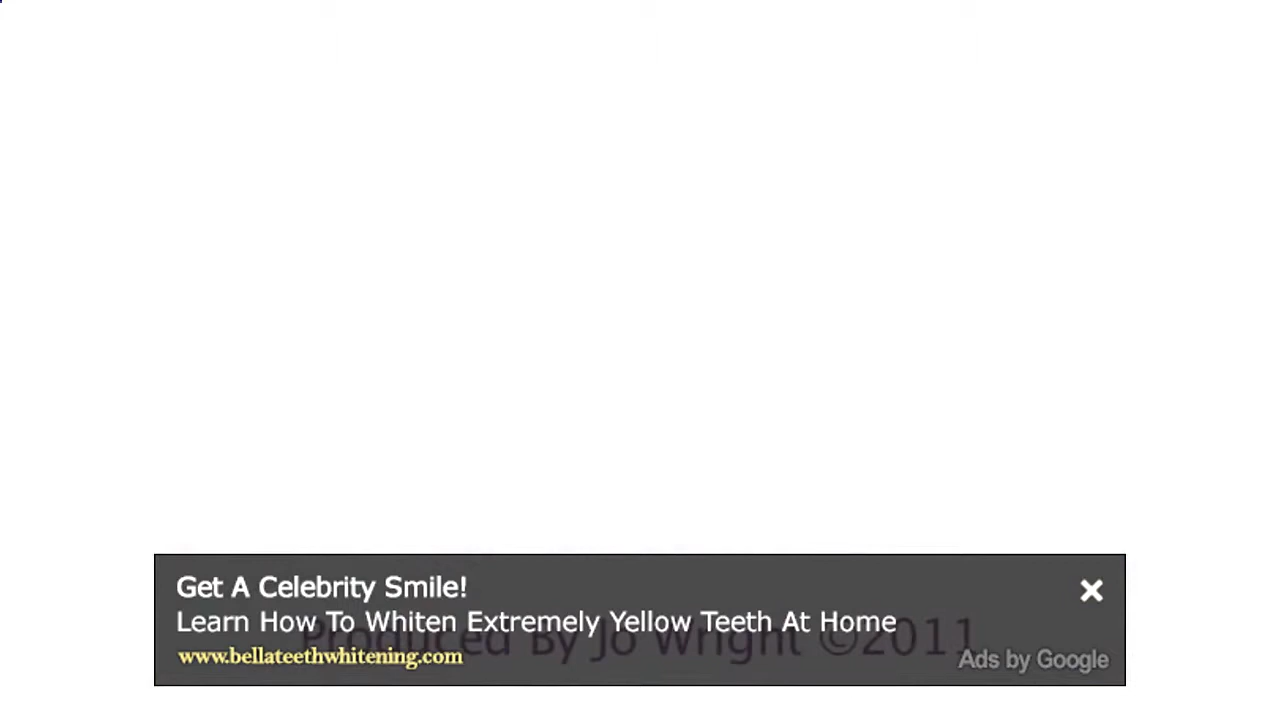 Get A Celebrity Smile!
Learn How To Whiten Extremely Yellow Teeth At Home
Produced By Jo Wright ©2011
www.bellateethwhitening.com
Ads by Google